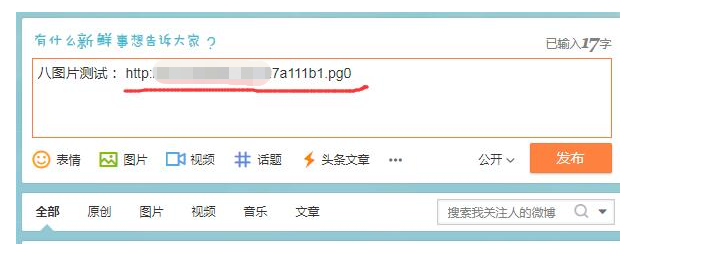 有什么新鲜事想告诉大家？
已输入17字
八图片测试： http: 7a111b1.pg0
表情 图片 视频 话题 头条文章 ••• 公开 发布
全部 原创 图片 视频 音乐 文章 搜索我关注人的微博